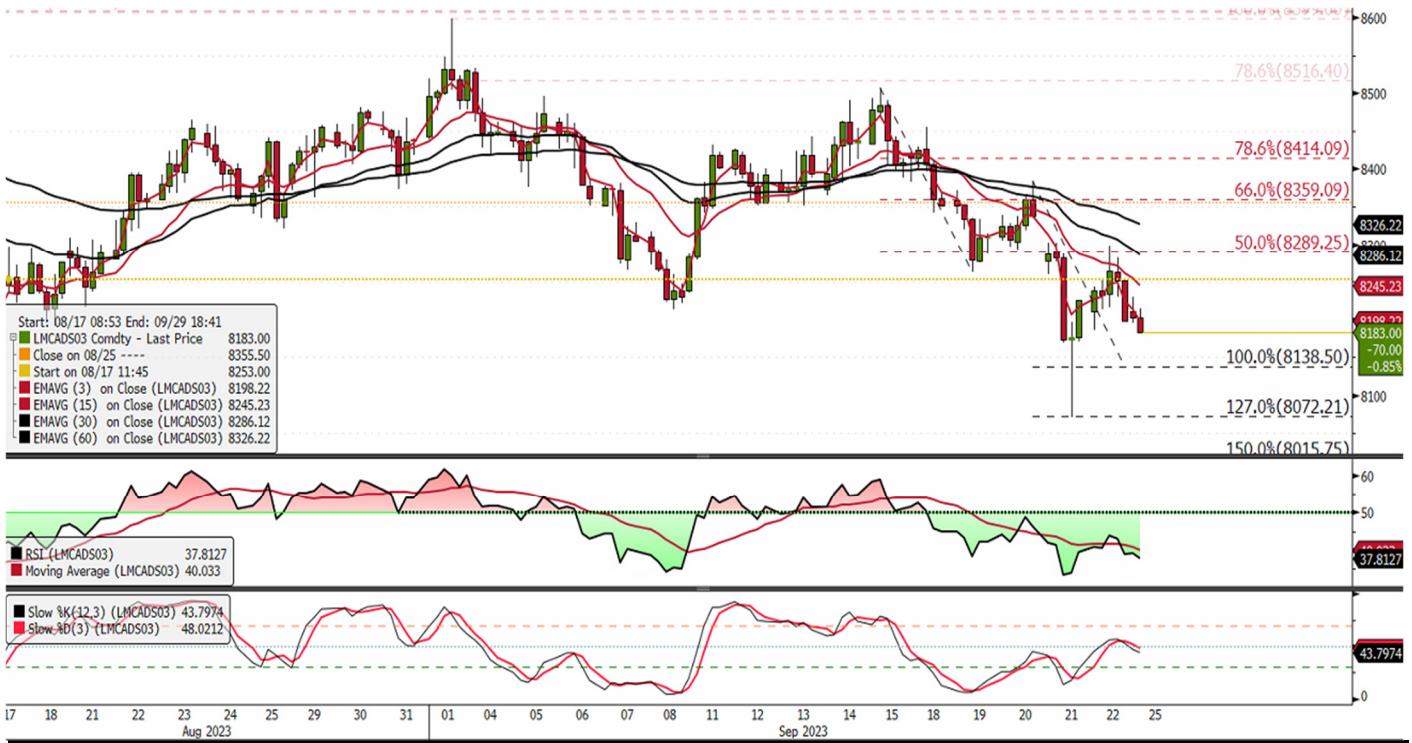 8600
78.6%(8516.40)
8500
78.6%(8414.09)
8400
66.0%(8359.09)
8326.22
50.0%(8289.25)
8300
8286.12
8245.23
8198.22
8183.00
-70.00
-0.85%
100.0%(8138.50)
8100
127.0%(8072.21)
150.0%(8015.75)
Start: 08/17 08:53 End: 09/29 18:41
LMCADS03 Comdty - Last Price 8183.00
Close on 08/25 ---- 8355.50
Start on 08/17 11:45 8253.00
EMAVG (3) on Close (LMCADS03) 8198.22
EMAVG (15) on Close (LMCADS03) 8245.23
EMAVG (30) on Close (LMCADS03) 8286.12
EMAVG (60) on Close (LMCADS03) 8326.22
60
50
RSI (LMCADS03) 37.8127
Moving Average (LMCADS03) 40.033
40.033
37.8127
Slow %K(12,3) (LMCADS03) 43.7974
Slow %D(3) (LMCADS03) 48.0212
43.7974
0
17 18 21 22 23 24 25 29 30 31 01 04 05 06 07 08 11 12 13 14 15 18 19 20 21 22 25
Aug 2023 Sep 2023